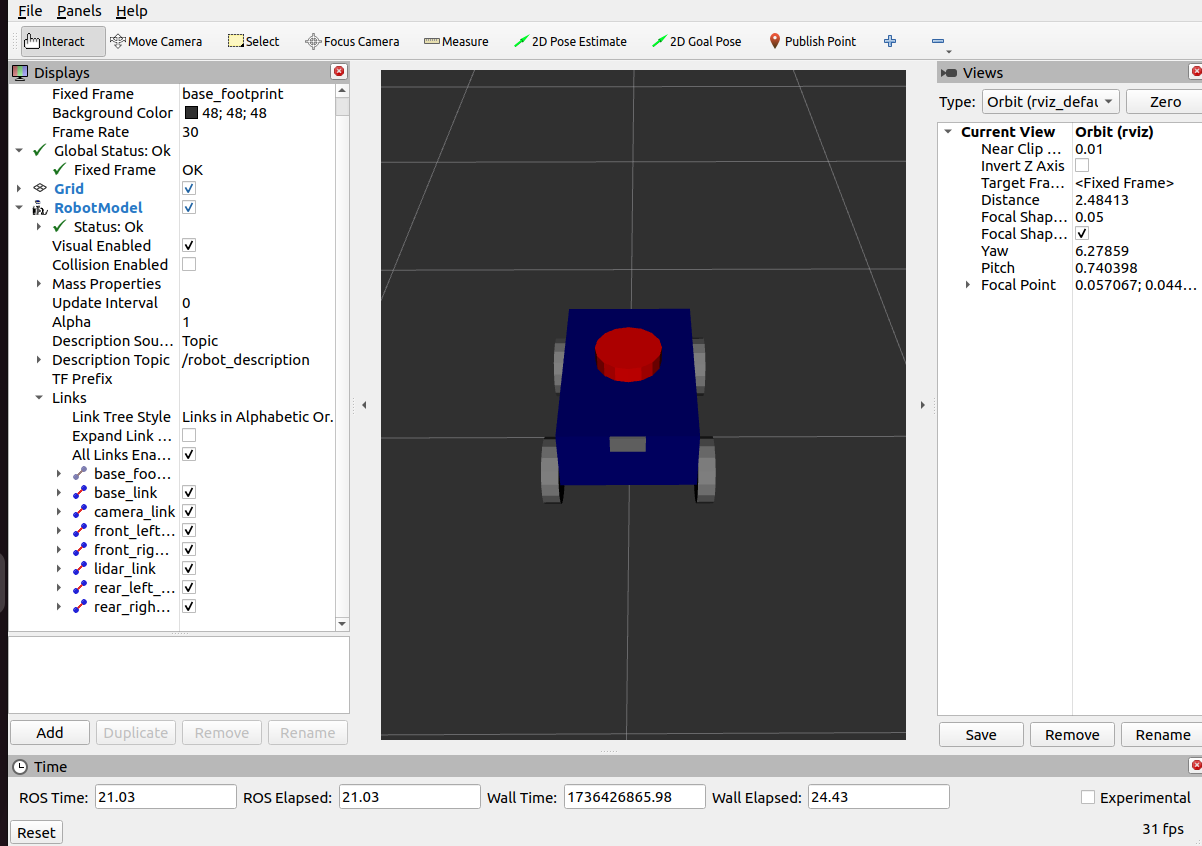 File Panels Help
Interact Move Camera Select Focus Camera Measure 2D Pose Estimate 2D Goal Pose Publish Point
Displays
Fixed Frame base_footprint
Background Color 48; 48; 48
Frame Rate 30
Global Status: Ok
Fixed Frame OK
Grid
RobotModel
Status: Ok
Visual Enabled
Collision Enabled
Mass Properties
Update Interval 0
Alpha 1
Description Sou... Topic
Description Topic /robot_description
TF Prefix
Links
Link Tree Style Links in Alphabetic Or.
Expand Link ...
All Links Ena...
base_foo...
base_link
camera_link
front_left...
front_rig...
lidar_link
rear_left_...
rear_righ...
Add Duplicate Remove Rename
Views
Type: Orbit (rviz_defau Zero
Current View Orbit (rviz)
Near Clip ... 0.01
Invert Z Axis
Target Fra... <Fixed Frame>
Distance 2.48413
Focal Shap... 0.05
Focal Shap...
Yaw 6.27859
Pitch 0.740398
Focal Point 0.057067; 0.044...
Save Remove Rename
Time
ROS Time: 21.03 ROS Elapsed: 21.03 Wall Time: 1736426865.98 Wall Elapsed: 24.43 Experimental
Reset 31 fps